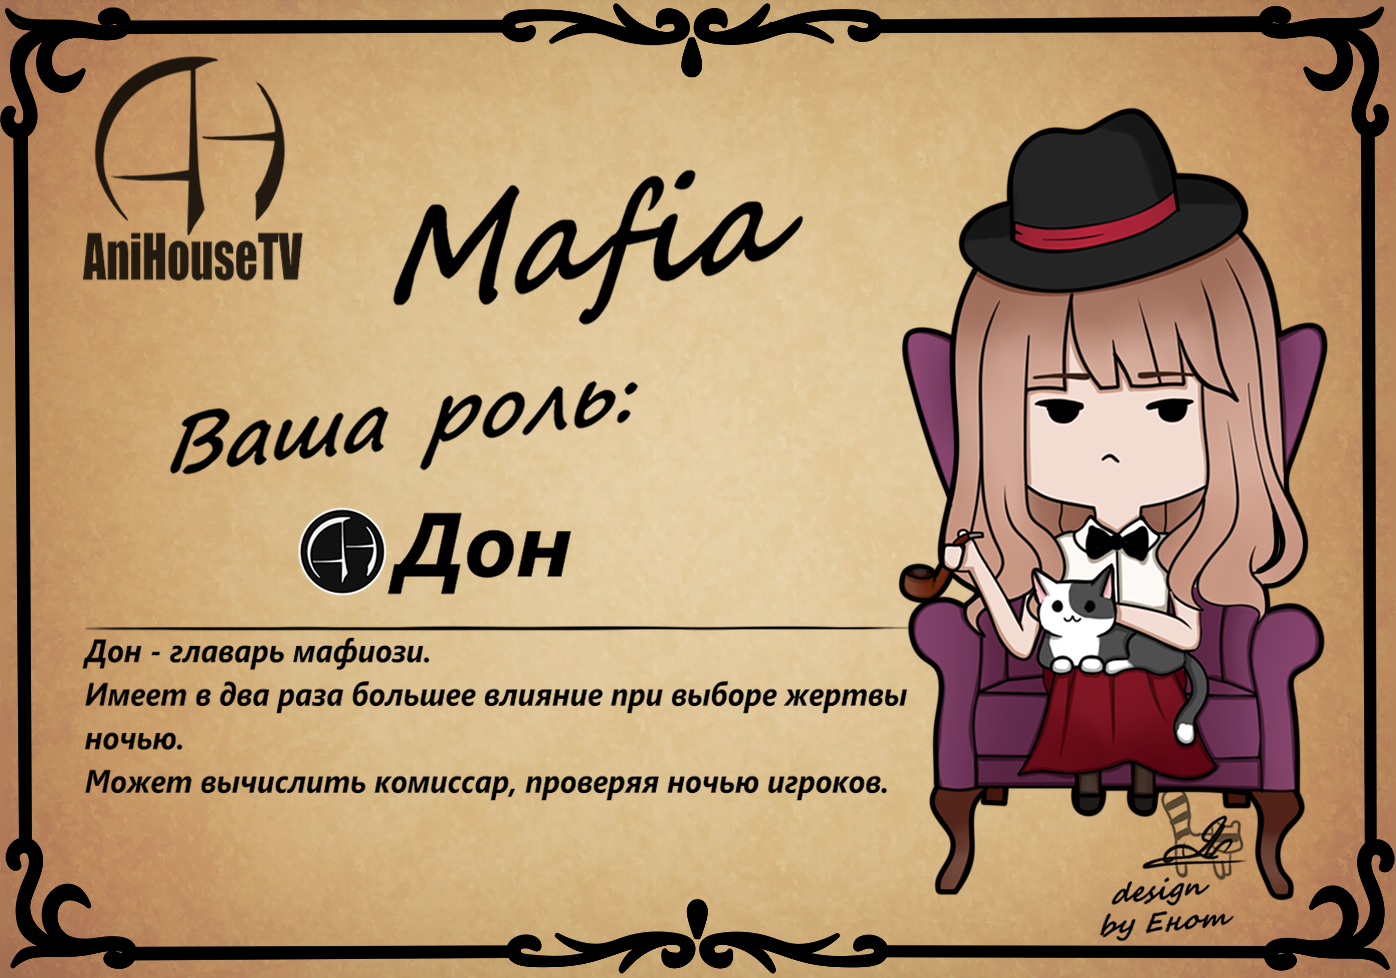 AniHouseTV
Mafia
Ваша роль:
Дон
Дон - главарь мафиози.
Имеет в два раза большее влияние при выборе жертвы
ночью.
Может вычислить комиссар, проверяя ночью игроков.
design
by Енот